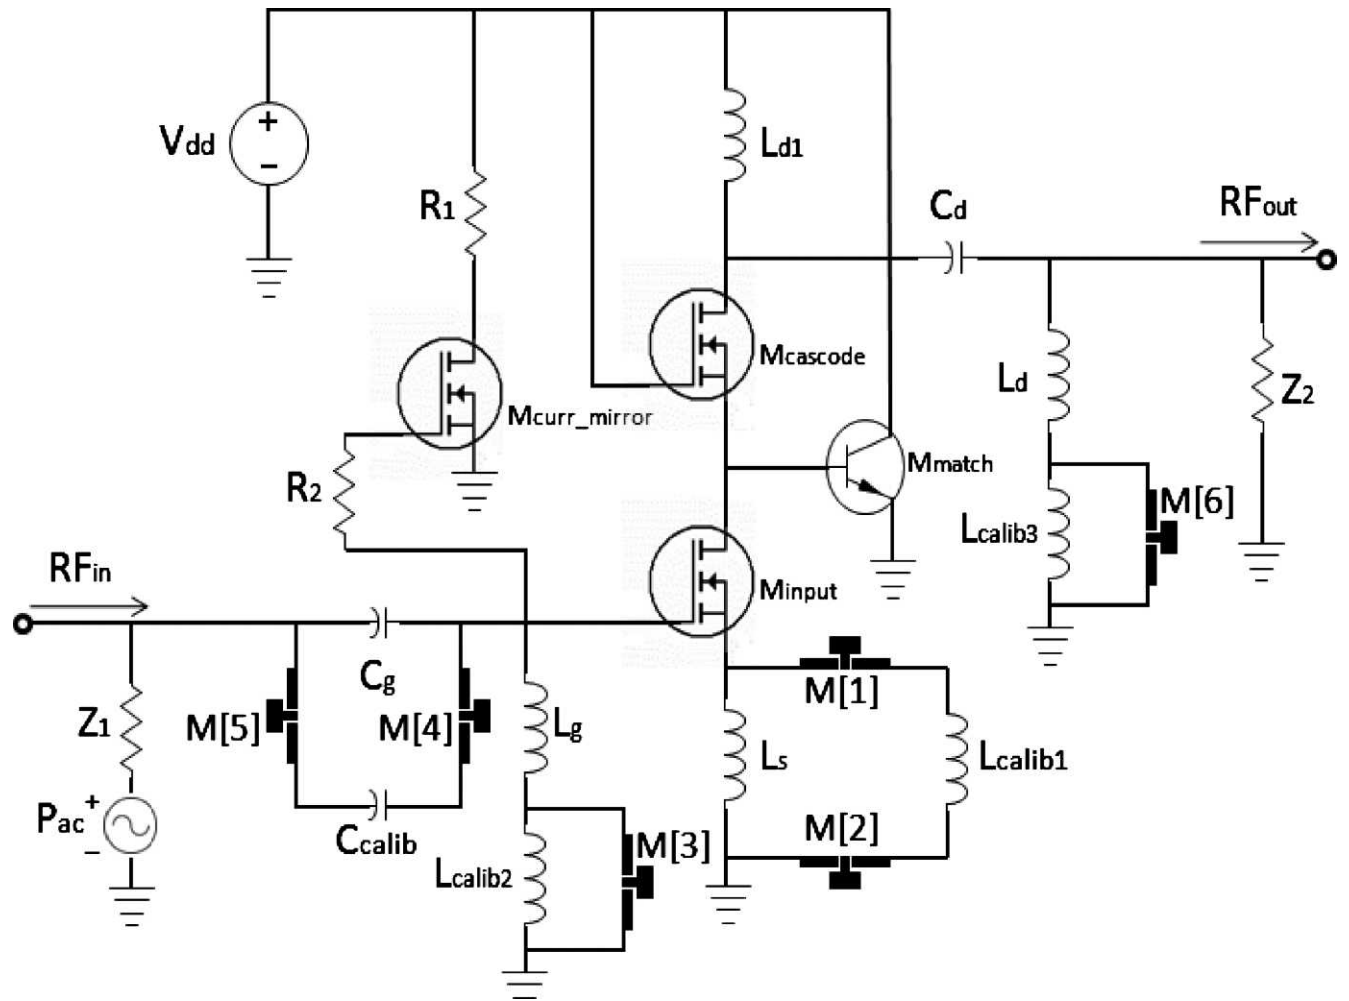 Vdd
+
−
R1
Ld1
Cd
RFout
Mcascode
Mcurr_mirror
Ld
Z2
R2
Mmatch
M[6]
Lcalib3
RFin
Minput
Cg
M[1]
Z1
M[5]
M[4]
Lg
Ls
Lcalib1
Pac
+
−
Ccalib
M[2]
M[3]
Lcalib2